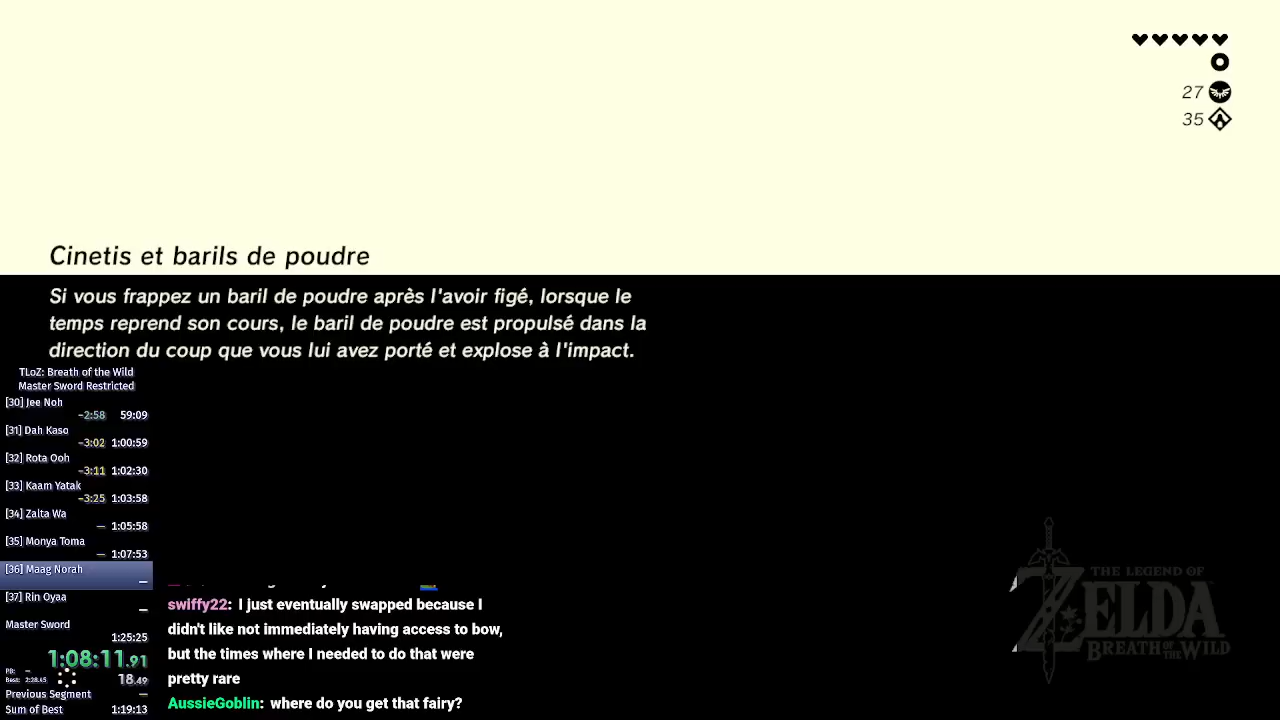 27
35
Cinetis et barils de poudre
Si vous frappez un baril de poudre après l'avoir figé, lorsque le
temps reprend son cours, le baril de poudre est propulsé dans la
direction du coup que vous lui avez porté et explose à l'impact.
TLoZ: Breath of the Wild
Master Sword Restricted
[30] Jee Noh
-2:58 59:09
[31] Dah Kaso
-3:02 1:00:59
[32] Rota Ooh
-3:11 1:02:30
[33] Kaam Yatak
-3:25 1:03:58
[34] Zalta Wa
— 1:05:58
[35] Monya Toma
— 1:07:53
[36] Maag Norah
—
[37] Rin Oyaa
—
Master Sword
1:25:25
1:08:11.91
PB: —
Best: 2:28.45
18.49
Previous Segment —
Sum of Best 1:19:13
swiffy22: I just eventually swapped because I
didn't like not immediately having access to bow,
but the times where I needed to do that were
pretty rare
AussieGoblin: where do you get that fairy?
THE LEGEND OF
ZELDA
BREATH OF THE WILD